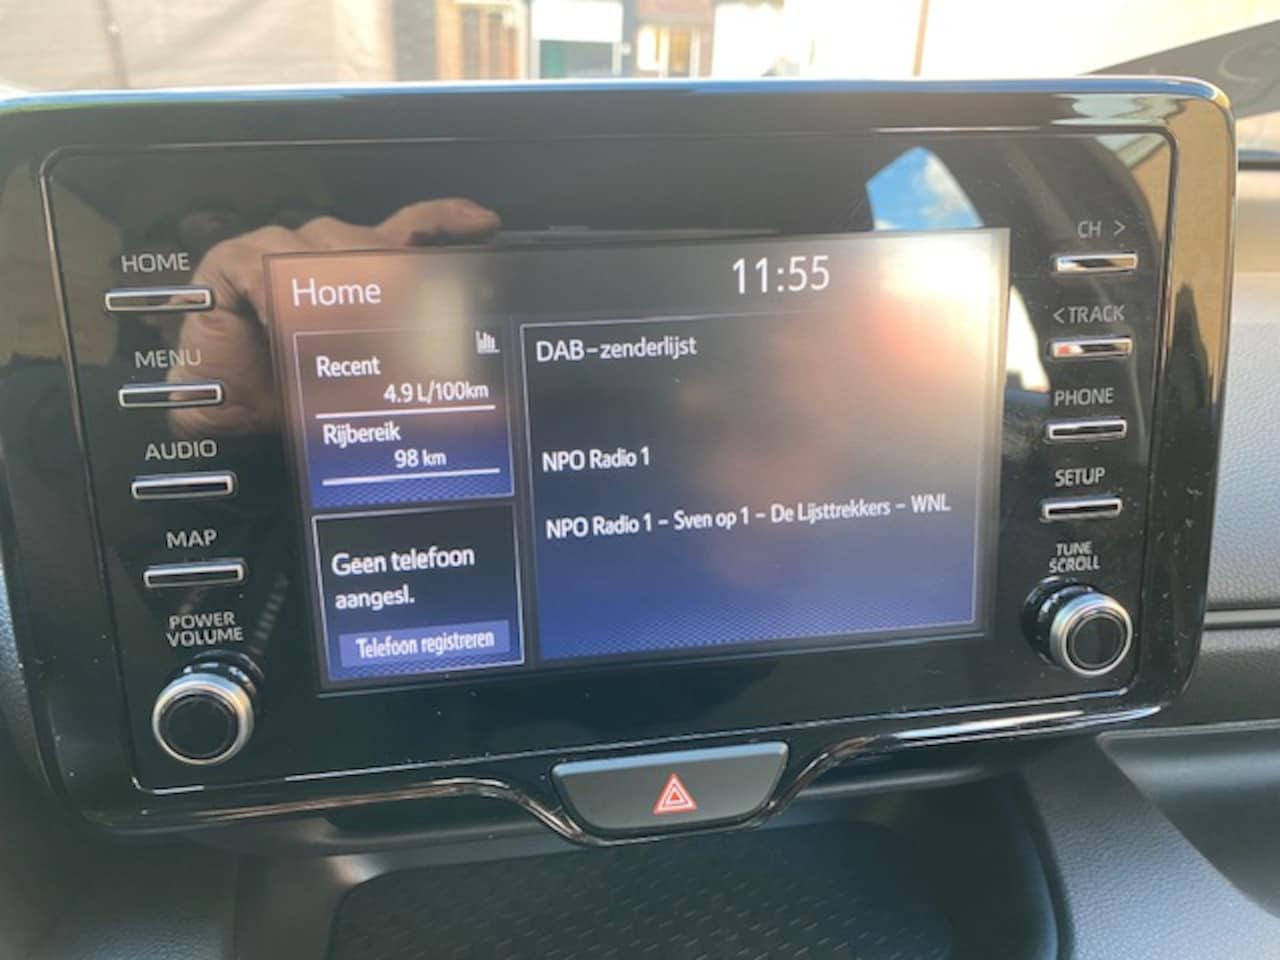 HOME
MENU
AUDIO
MAP
POWER
VOLUME
Home
11:55
Recent
4.9 L/100km
Rijbereik
98 km
Geen telefoon
aangesl.
Telefoon registreren
DAB-zenderlijst
NPO Radio 1
NPO Radio 1 - Sven op 1 - De Lijsttrekkers - WNL
CH >
< TRACK
PHONE
SETUP
TUNE
SCROLL